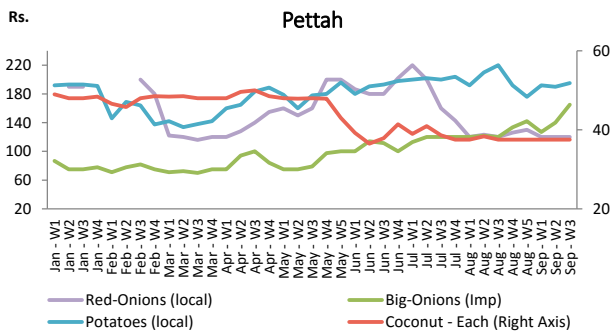 Rs.
Pettah
220
180
140
100
60
20
60
40
20
Jan - W1
Jan - W2
Jan - W3
Jan - W4
Feb - W1
Feb - W2
Feb - W3
Feb - W4
Mar - W1
Mar - W2
Mar - W3
Mar - W4
Apr - W1
Apr - W2
Apr - W3
Apr - W4
May - W1
May - W2
May - W3
May - W4
May - W5
Jun - W1
Jun - W2
Jun - W3
Jun - W4
Jul - W1
Jul - W2
Jul - W3
Jul - W4
Aug - W1
Aug - W2
Aug - W3
Aug - W4
Aug - W5
Sep - W1
Sep - W2
Sep - W3
Red-Onions (local)
Big-Onions (Imp)
Potatoes (local)
Coconut - Each (Right Axis)